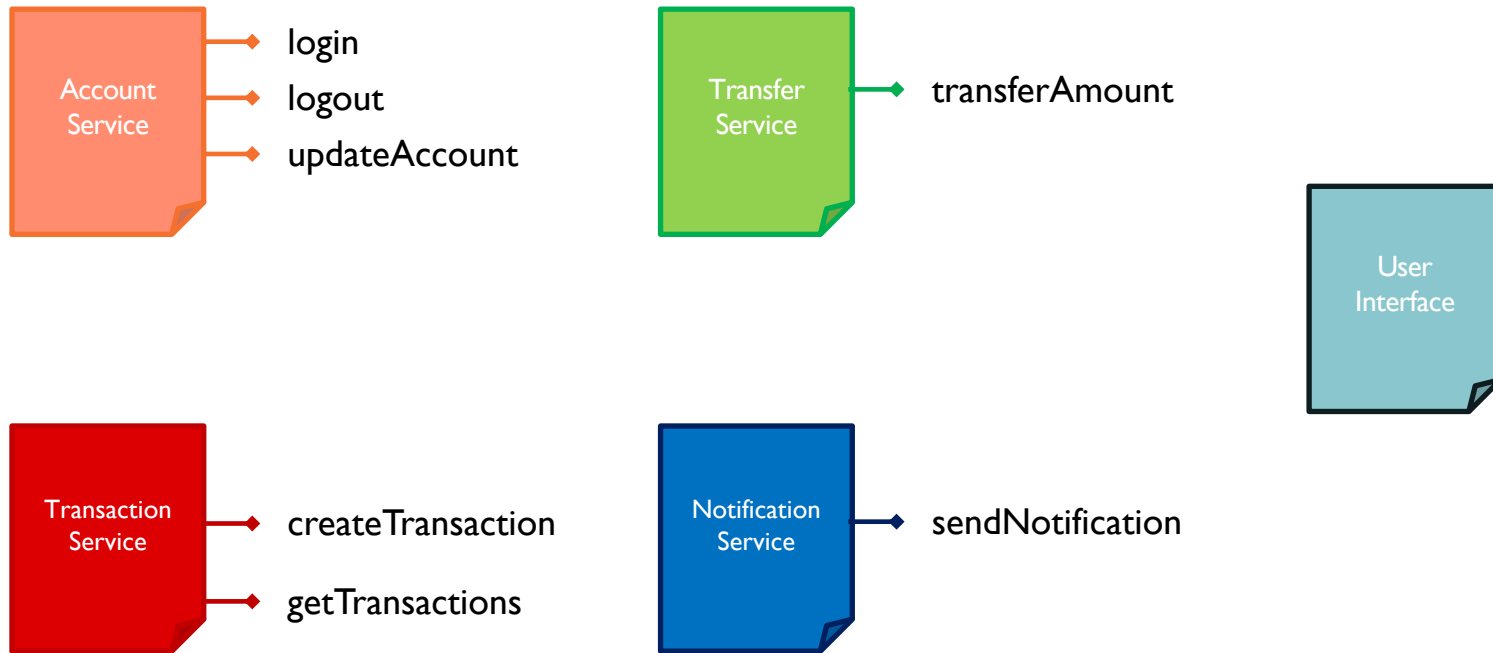 Account
Service
login
logout
updateAccount
Transfer
Service
transferAmount
User
Interface
Transaction
Service
createTransaction
getTransactions
Notification
Service
sendNotification